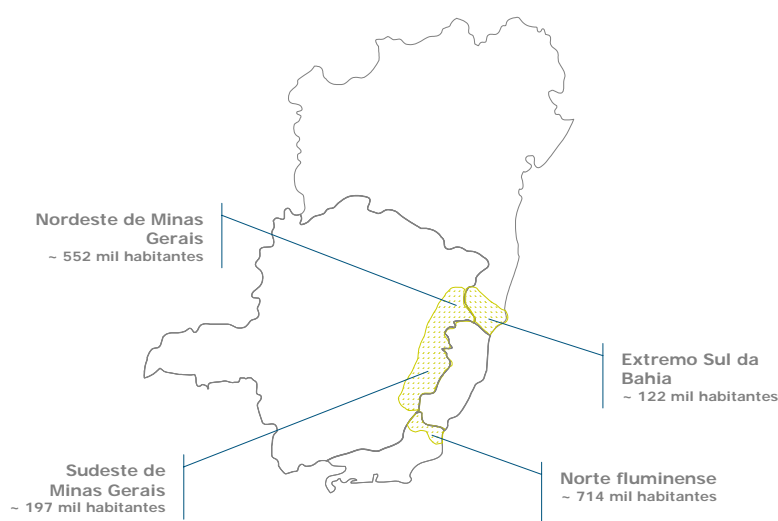 Nordeste de Minas
Gerais
~ 552 mil habitantes
Extremo Sul da
Bahia
~ 122 mil habitantes
Sudeste de
Minas Gerais
~ 197 mil habitantes
Norte fluminense
~ 714 mil habitantes